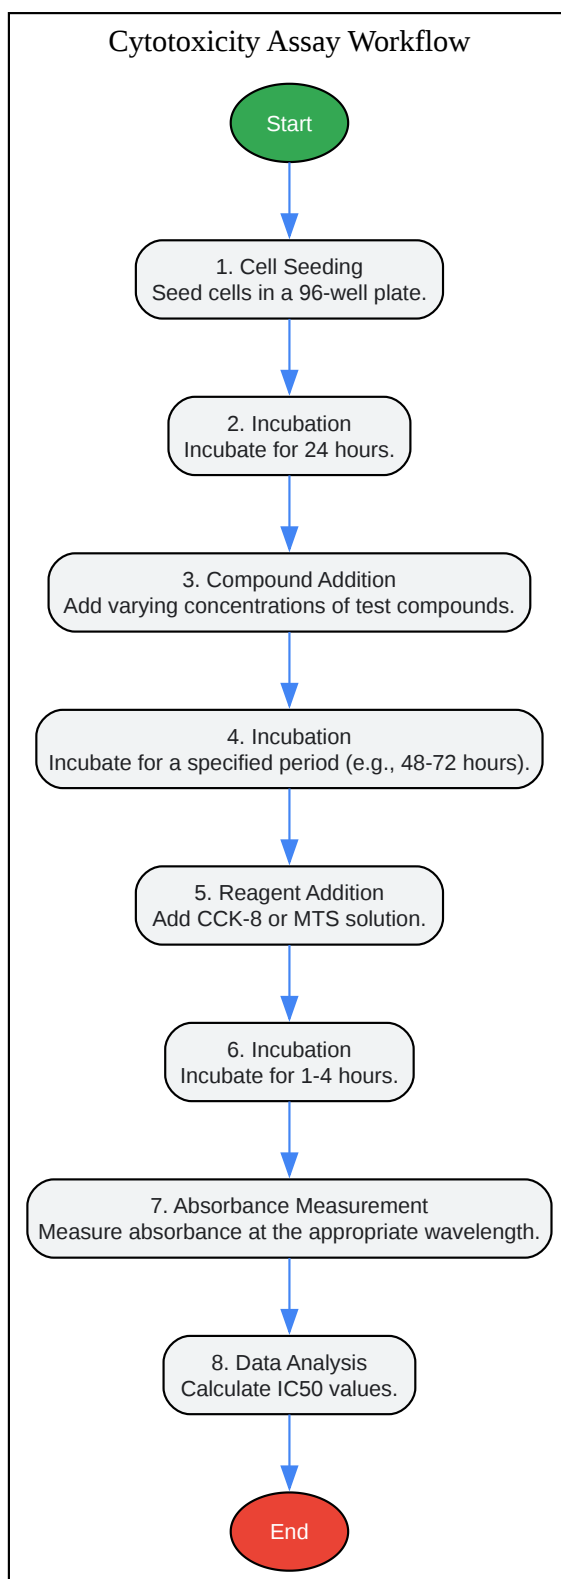 Cytotoxicity Assay Workflow
Start
1. Cell Seeding
Seed cells in a 96-well plate.
2. Incubation
Incubate for 24 hours.
3. Compound Addition
Add varying concentrations of test compounds.
4. Incubation
Incubate for a specified period (e.g., 48-72 hours).
5. Reagent Addition
Add CCK-8 or MTS solution.
6. Incubation
Incubate for 1-4 hours.
7. Absorbance Measurement
Measure absorbance at the appropriate wavelength.
8. Data Analysis
Calculate IC50 values.
End